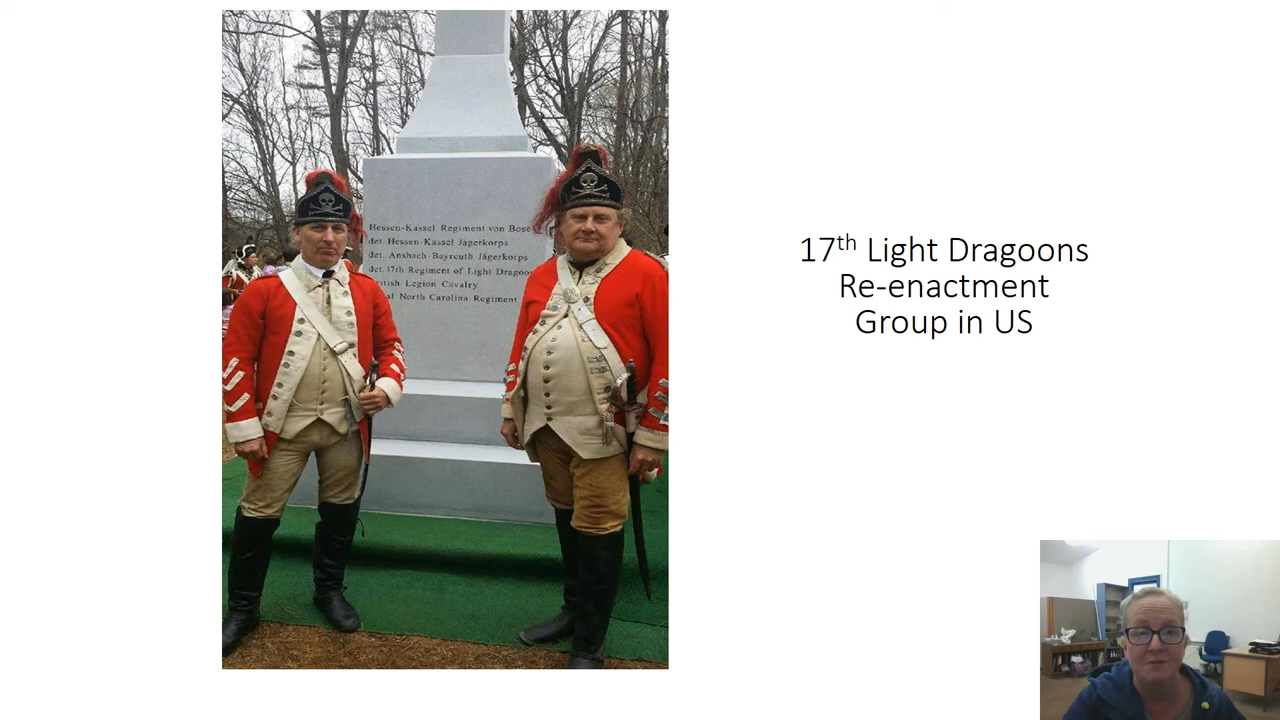 Hessen-Kassel Regiment von Bose
det. Hessen-Kassel Jägerkorps
det. Ansbach-Bayreuth Jägerkorps
det. 17th Regiment of Light Dragoo
British Legion Cavalry
North Carolina Regiment
17th Light Dragoons
Re-enactment
Group in US